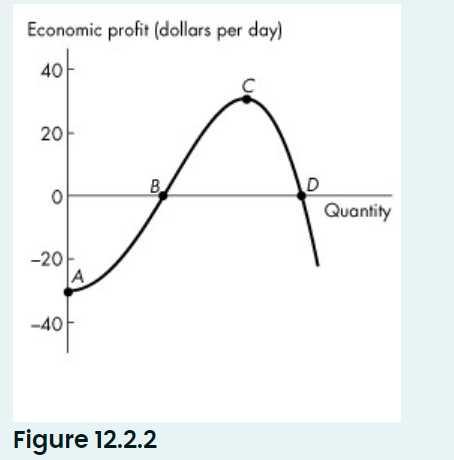 Economic profit (dollars per day)
40
C
20
B
D
0
Quantity
-20
A
-40
Figure 12.2.2